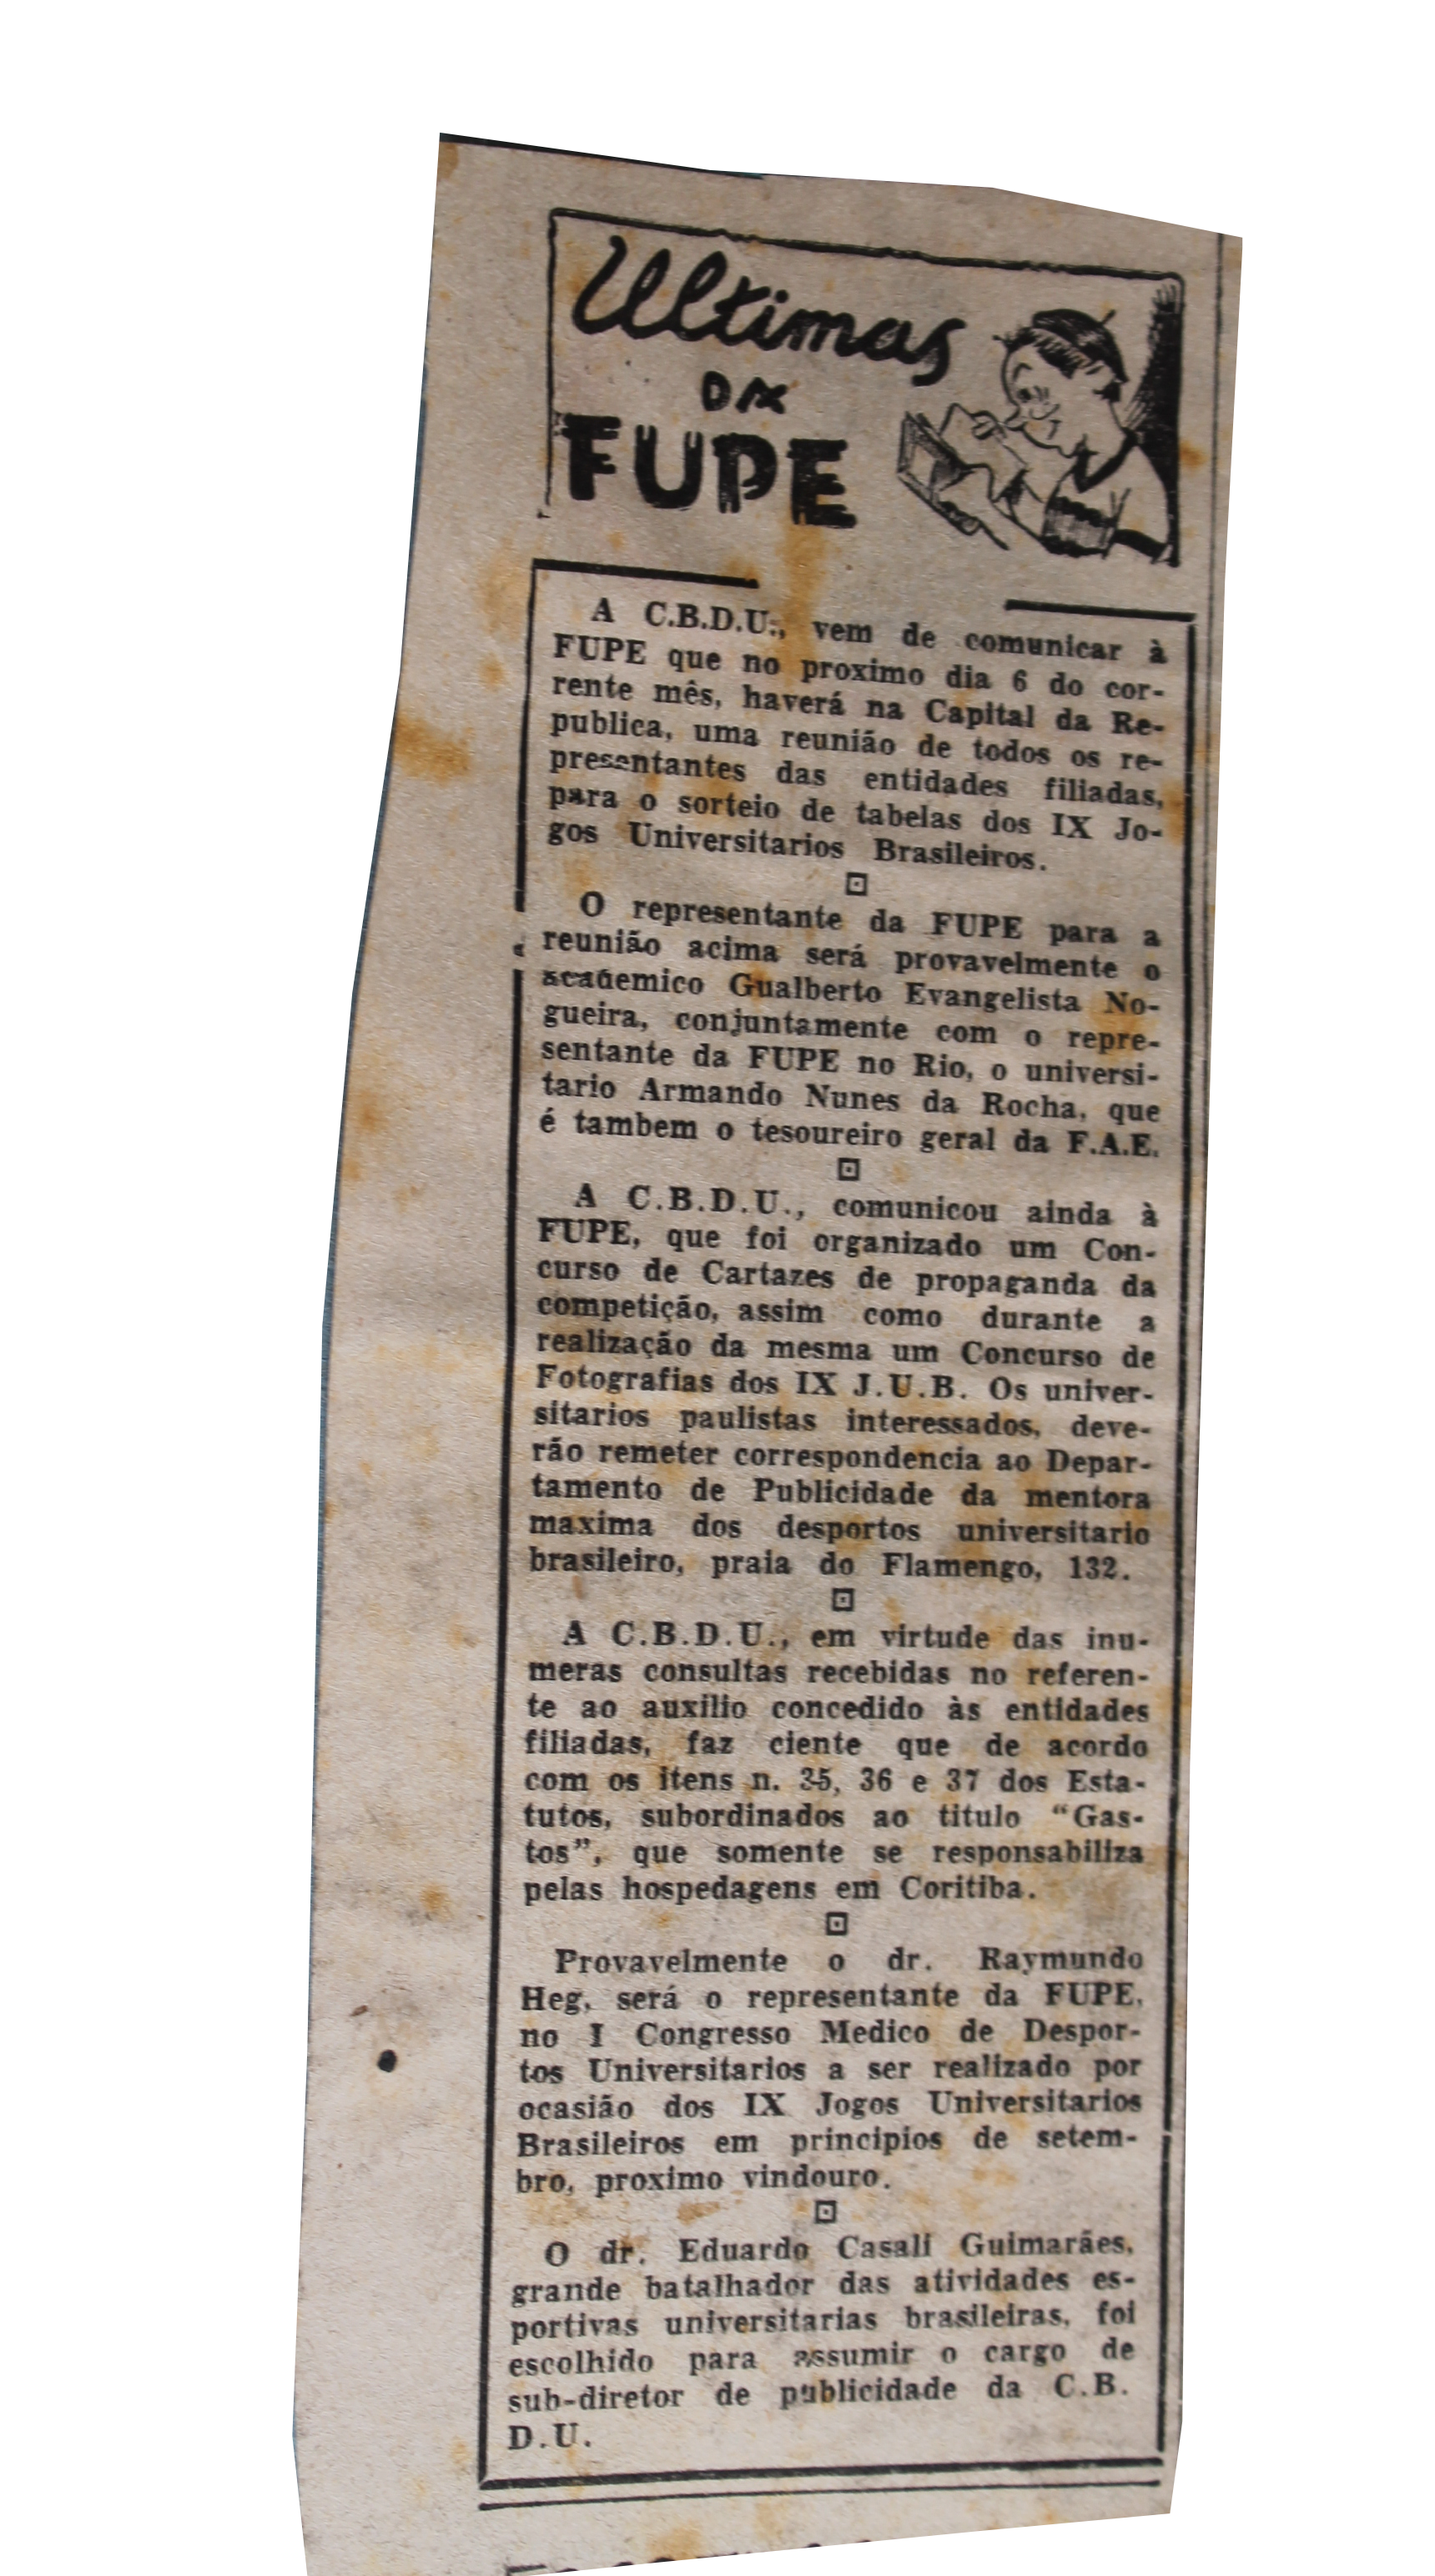 Ultimas
DA
FUPE
A C.B.D.U., vem de comunicar à
FUPE que no proximo dia 6 do cor-
rente mês, haverá na Capital da Re-
publica, uma reunião de todos os re-
presentantes das entidades filiadas,
para o sorteio de tabelas dos IX Jo-
gos Universitarios Brasileiros.
O representante da FUPE para a
reunião acima será provavelmente o
academico Gualberto Evangelista No-
gueira, conjuntamente com o repre-
sentante da FUPE no Rio, o universi-
tario Armando Nunes da Rocha, que
é tambem o tesoureiro geral da F.A.E.
A C.B.D.U., comunicou ainda à
FUPE, que foi organizado um Con-
curso de Cartazes de propaganda da
competição, assim como durante a
realização da mesma um Concurso de
Fotografias dos IX J.U.B. Os univer-
sitarios paulistas interessados, deve-
rão remeter correspondencia ao Depar-
tamento de Publicidade da mentora
maxima dos desportos universitario
brasileiro, praia do Flamengo, 132.
A C.B.D.U., em virtude das inu-
meras consultas recebidas no referen-
te ao auxilio concedido às entidades
filiadas, faz ciente que de acordo
com os itens n. 35, 36 e 37 dos Esta-
tutos, subordinados ao titulo "Gas-
tos", que somente se responsabiliza
pelas hospedagens em Coritiba.
Provavelmente o dr. Raymundo
Heg, será o representante da FUPE,
no I Congresso Medico de Despor-
tos Universitarios a ser realizado por
ocasião dos IX Jogos Universitarios
Brasileiros em principios de setem-
bro, proximo vindouro.
O dr. Eduardo Casali Guimarães,
grande batalhador das atividades es-
portivas universitarias brasileiras, foi
escolhido para assumir o cargo de
sub-diretor de publicidade da C.B.
D.U.